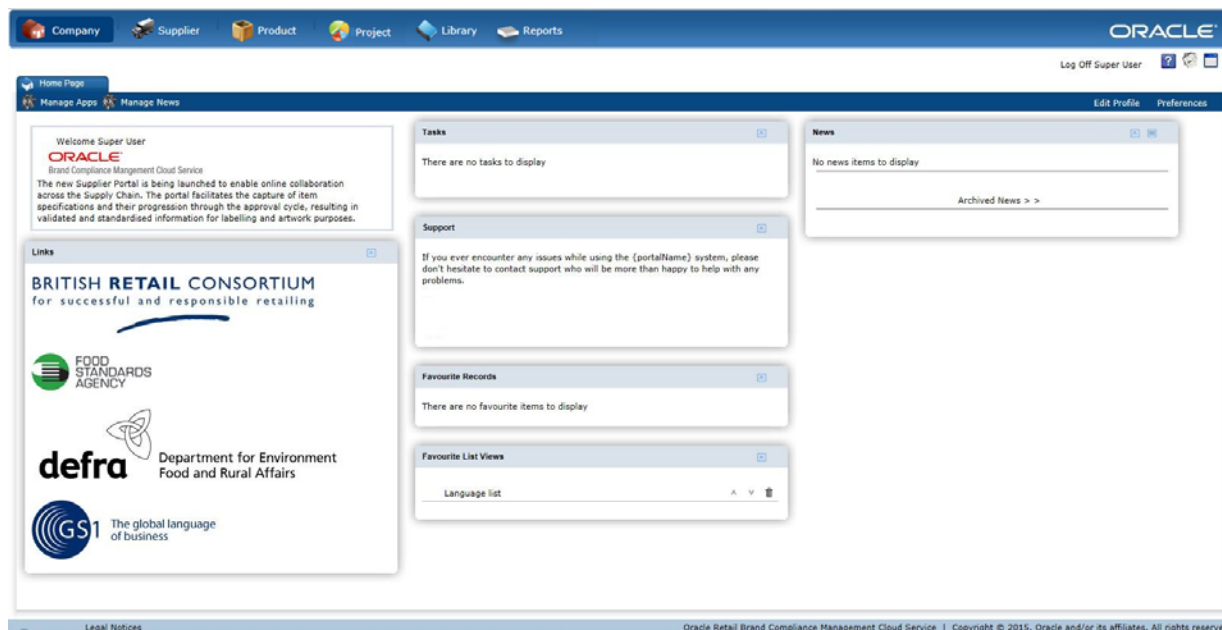 Company
Supplier
Product
Project
Library
Reports
ORACLE
Log Off Super User
Home Page
Manage Apps
Manage News
Edit Profile
Preferences
Welcome Super User
ORACLE
Brand Compliance Mangement Cloud Service
The new Supplier Portal is being launched to enable online collaboration
across the Supply Chain. The portal facilitates the capture of item
specifications and their progression through the approval cycle, resulting in
validated and standardised information for labelling and artwork purposes.
Links
BRITISH RETAIL CONSORTIUM
for successful and responsible retailing
FOOD
STANDARDS
AGENCY
defra
Department for Environment
Food and Rural Affairs
GS1
The global language
of business
Tasks
There are no tasks to display
Support
If you ever encounter any issues while using the {portalName} system, please
don't hesitate to contact support who will be more than happy to help with any
problems.
Favourite Records
There are no favourite items to display
Favourite List Views
Language list
News
No news items to display
Archived News > >
Legal Notices
Oracle Retail Brand Compliance Management Cloud Service | Copyright © 2015, Oracle and/or its affiliates. All rights reserve